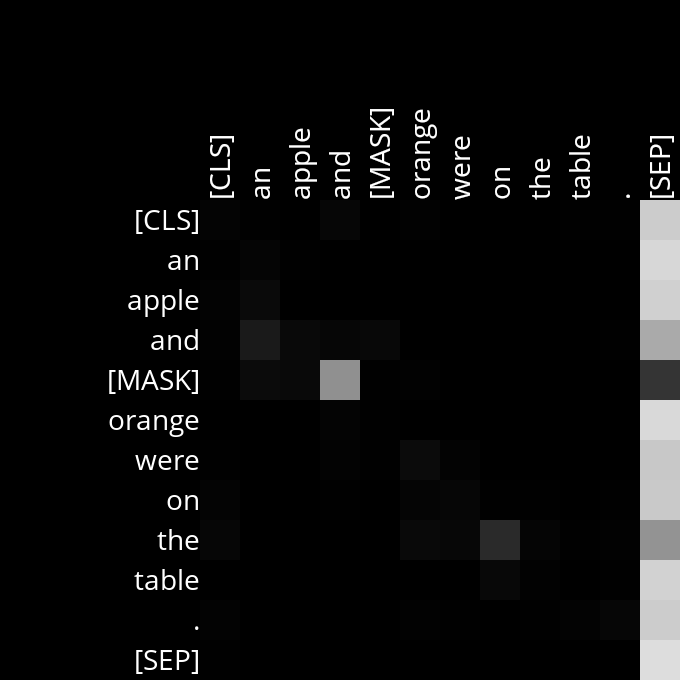 [CLS] an apple and [MASK] orange were on the table . [SEP]
[CLS]
an
apple
and
[MASK]
orange
were
on
the
table
.
[SEP]